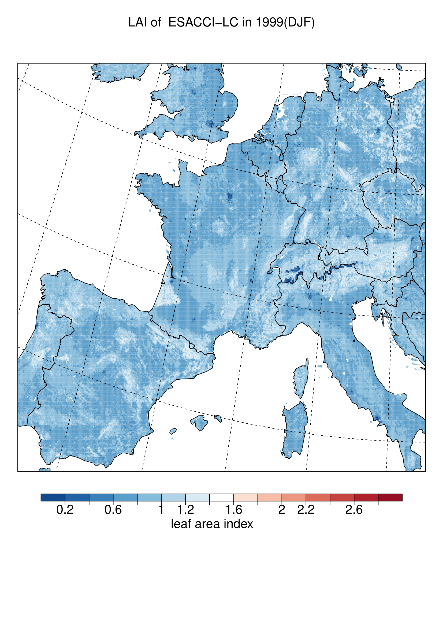 LAI of ESACCI-LC in 1999(DJF)
0.2 0.6 1 1.2 1.6 2 2.2 2.6
leaf area index